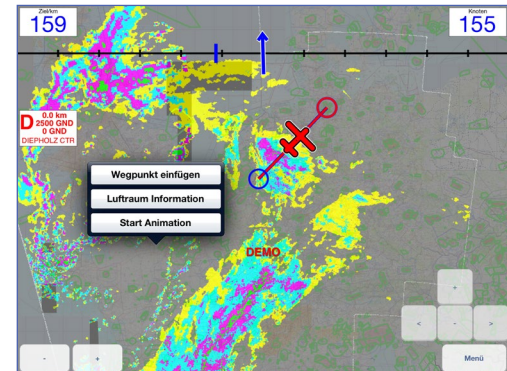 Ziel/km
159
Knoten
155
D 0.0 km
2500 GND
0 GND
DIEPHOLZ CTR
Wegpunkt einfügen
Luftraum Information
Start Animation
DEMO
+
< - >
- +
Menü